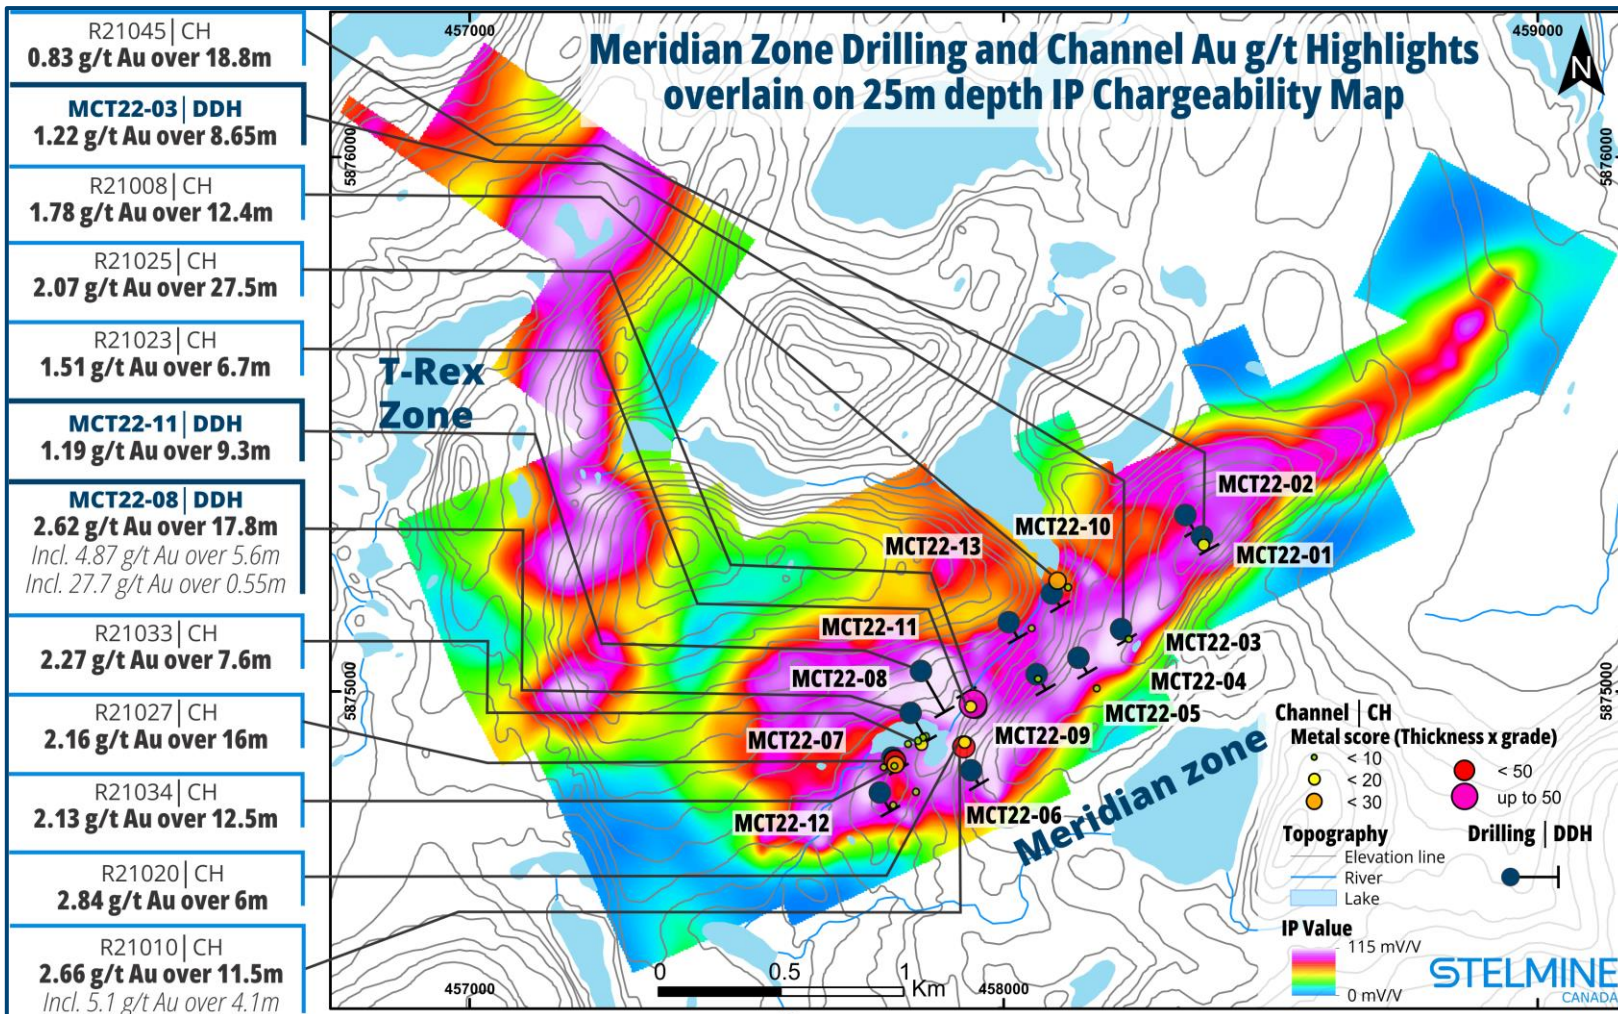 R21045 | CH
0.83 g/t Au over 18.8m
MCT22-03 | DDH
1.22 g/t Au over 8.65m
R21008 | CH
1.78 g/t Au over 12.4m
R21025 | CH
2.07 g/t Au over 27.5m
R21023 | CH
1.51 g/t Au over 6.7m
MCT22-11 | DDH
1.19 g/t Au over 9.3m
MCT22-08 | DDH
2.62 g/t Au over 17.8m
Incl. 4.87 g/t Au over 5.6m
Incl. 27.7 g/t Au over 0.55m
R21033 | CH
2.27 g/t Au over 7.6m
R21027 | CH
2.16 g/t Au over 16m
R21034 | CH
2.13 g/t Au over 12.5m
R21020 | CH
2.84 g/t Au over 6m
R21010 | CH
2.66 g/t Au over 11.5m
Incl. 5.1 g/t Au over 4.1m
457000
459000
Meridian Zone Drilling and Channel Au g/t Highlights
overlain on 25m depth IP Chargeability Map
N
5876000
5876000
T-Rex
Zone
MCT22-02
MCT22-10
MCT22-13
MCT22-01
MCT22-11
MCT22-03
MCT22-08
MCT22-04
MCT22-05
MCT22-07
MCT22-09
MCT22-06
MCT22-12
Meridian zone
5875000
5875000
Channel | CH
Metal score (Thickness x grade)
< 10
< 20
< 30
< 50
up to 50
Topography
Elevation line
River
Lake
Drilling | DDH
IP Value
115 mV/V
0 mV/V
0 0.5 1
Km
457000
458000
STELMINE
CANADA